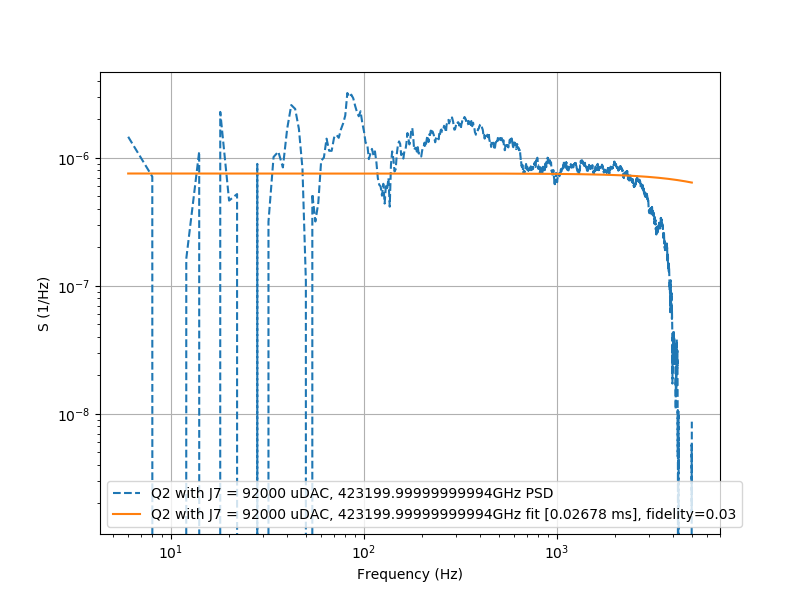 10⁻⁶
10⁻⁷
10⁻⁸
S (1/Hz)
Q2 with J7 = 92000 uDAC, 423199.99999999994GHz PSD
Q2 with J7 = 92000 uDAC, 423199.99999999994GHz fit [0.02678 ms], fidelity=0.03
10¹ 10² 10³
Frequency (Hz)